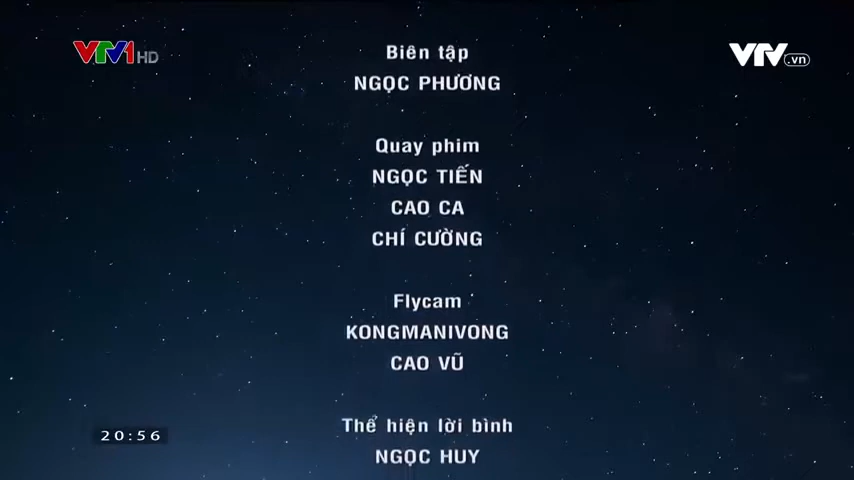 VTV1 HD
VTV.vn
Biên tập
NGỌC PHƯƠNG
Quay phim
NGỌC TIẾN
CAO CA
CHÍ CƯỜNG
Flycam
KONGMANIVONG
CAO VŨ
Thể hiện lời bình
NGỌC HUY
20:56